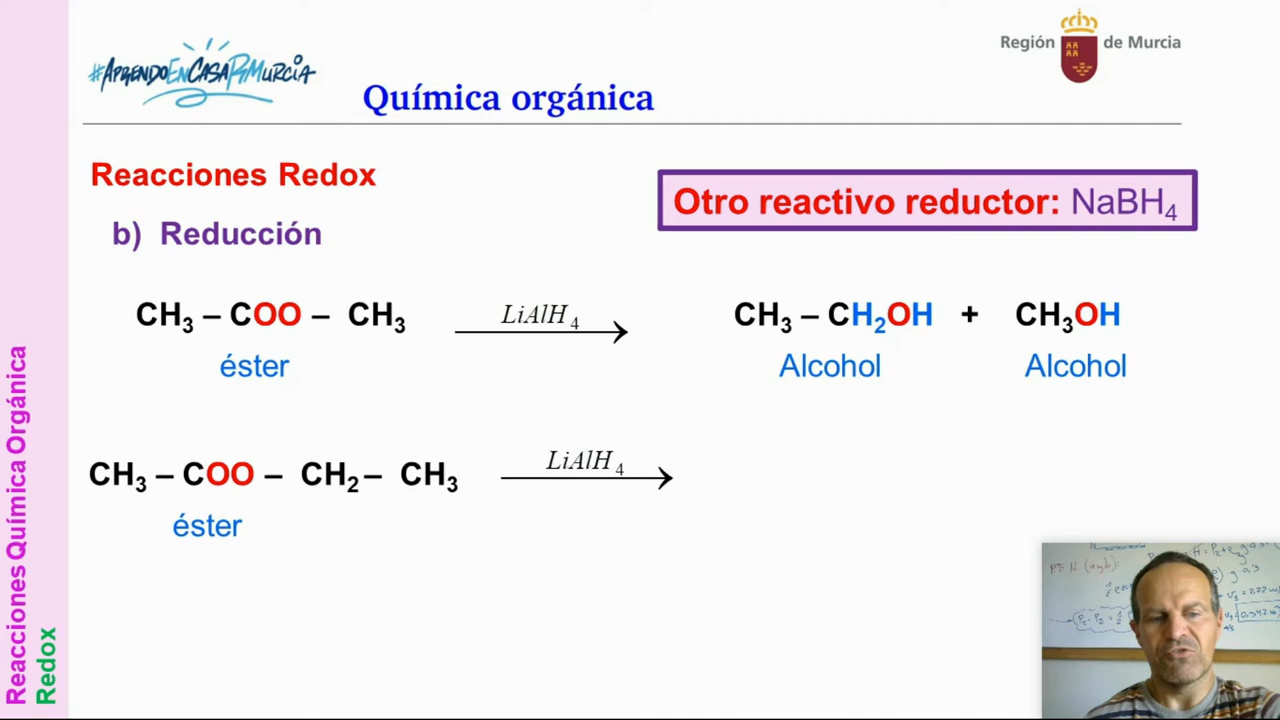 #AprendoEnCasaRMurcia
Región de Murcia
Química orgánica
Reacciones Redox
Otro reactivo reductor: NaBH₄
b) Reducción
CH₃ – COO – CH₃ LiAlH₄ CH₃ – CH₂OH + CH₃OH
éster Alcohol Alcohol
CH₃ – COO – CH₂ – CH₃ LiAlH₄
éster
Reacciones Química Orgánica
Redox